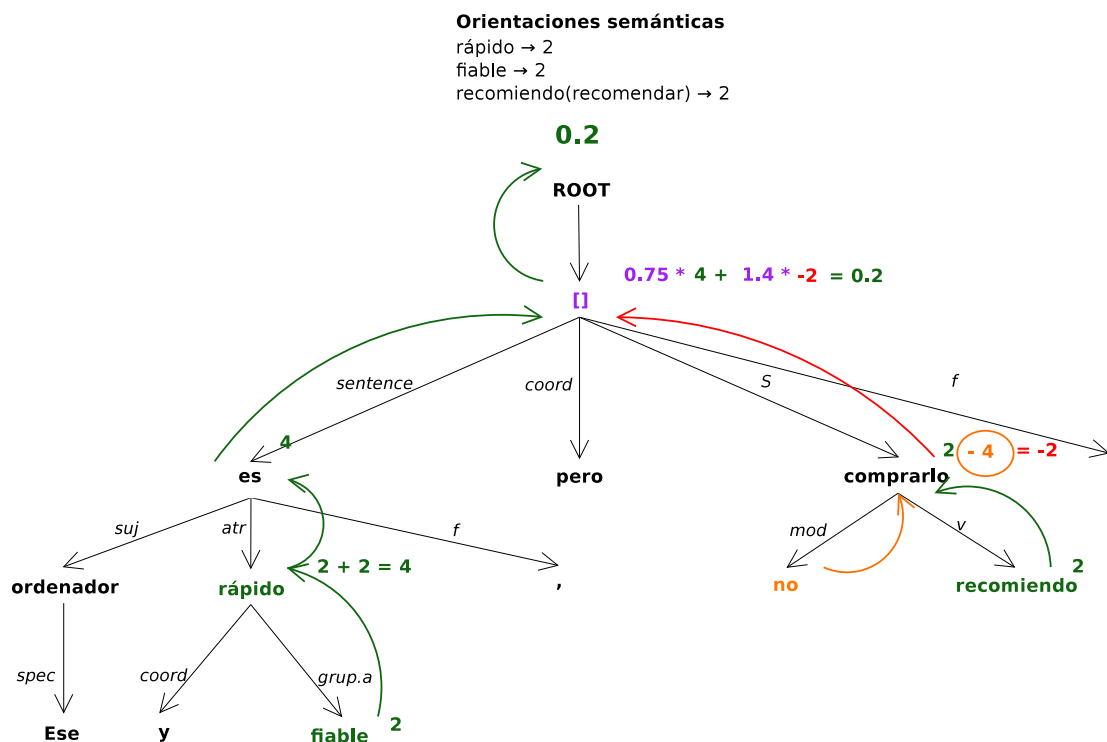 Orientaciones semánticas
rápido → 2
fiable → 2
recomiendo(recomendar) → 2
0.2
ROOT
0.75 * 4 + 1.4 * -2 = 0.2
[]
sentence
coord
S
f
4
2 - 4 = -2
es
pero
comprarlo
suj
atr
f
mod
v
2 + 2 = 4
2
ordenador
rápido
,
no
recomiendo
spec
coord
grup.a
2
Ese
y
fiable